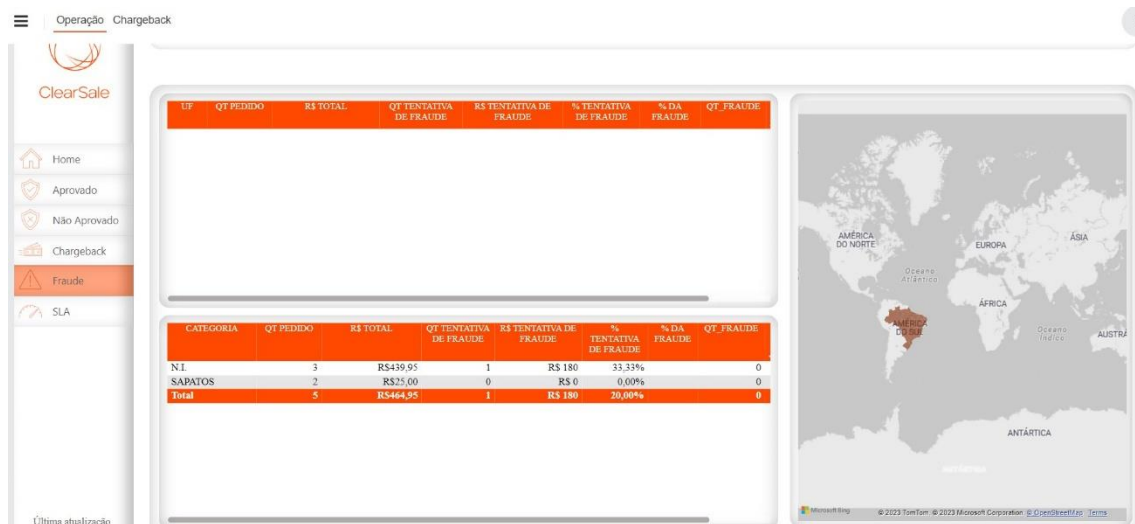 Operação Chargeback
ClearSale
Home
Aprovado
Não Aprovado
Chargeback
Fraude
SLA
Última atualização
UF QT PEDIDO R$ TOTAL QT TENTATIVA DE FRAUDE R$ TENTATIVA DE FRAUDE % TENTATIVA DE FRAUDE % DA FRAUDE QT_FRAUDE
CATEGORIA QT PEDIDO R$ TOTAL QT TENTATIVA DE FRAUDE R$ TENTATIVA DE FRAUDE % TENTATIVA DE FRAUDE % DA FRAUDE QT_FRAUDE
N.I. 3 R$439,95 1 R$ 180 33,33% 0
SAPATOS 2 R$25,00 0 R$ 0 0,00% 0
Total 5 R$464,95 1 R$ 180 20,00% 0
AMÉRICA
DO NORTE
EUROPA
ÁSIA
Oceano
Atlântico
ÁFRICA
AMÉRICA
DO SUL
Oceano
Índico
AUSTRA
ANTÁRTICA
Microsoft Bing
© 2023 TomTom, © 2023 Microsoft Corporation, © OpenStreetMap Terms